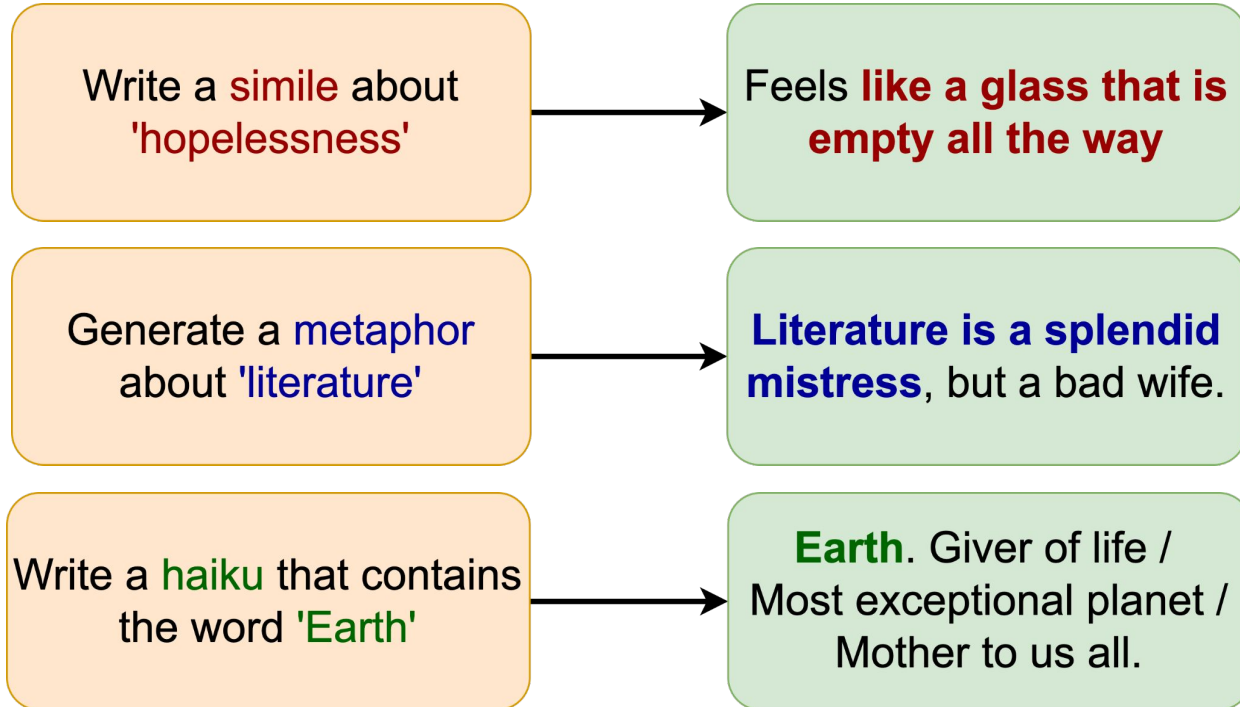 Write a simile about
'hopelessness'
Feels like a glass that is
empty all the way
Generate a metaphor
about 'literature'
Literature is a splendid
mistress, but a bad wife.
Write a haiku that contains
the word 'Earth'
Earth. Giver of life /
Most exceptional planet /
Mother to us all.